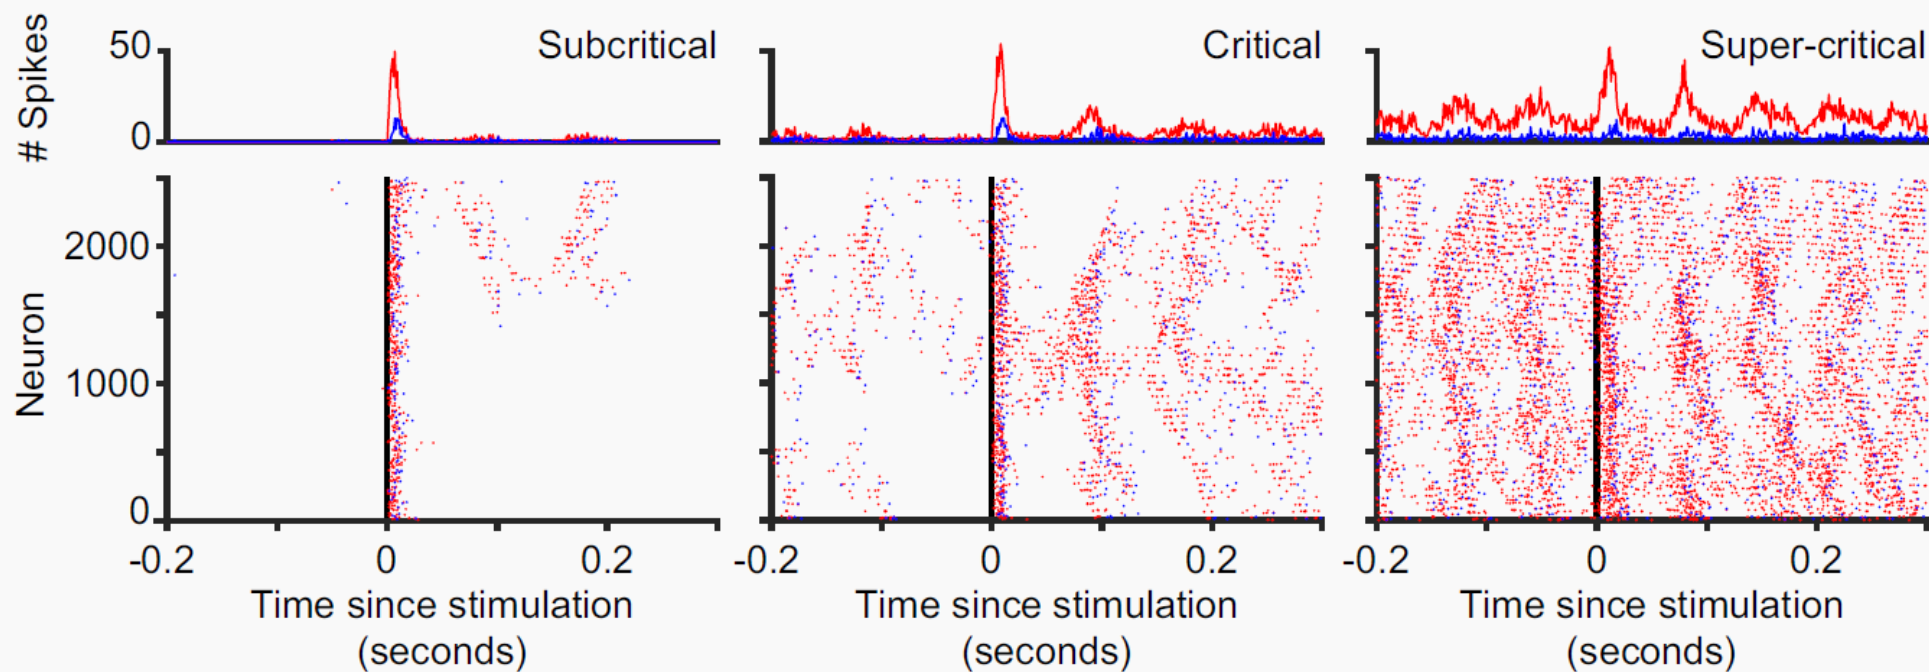 # Spikes
50
0
Subcritical
Critical
Super-critical
Neuron
2000
1000
0
-0.2 0 0.2
-0.2 0 0.2
-0.2 0 0.2
Time since stimulation
(seconds)
Time since stimulation
(seconds)
Time since stimulation
(seconds)